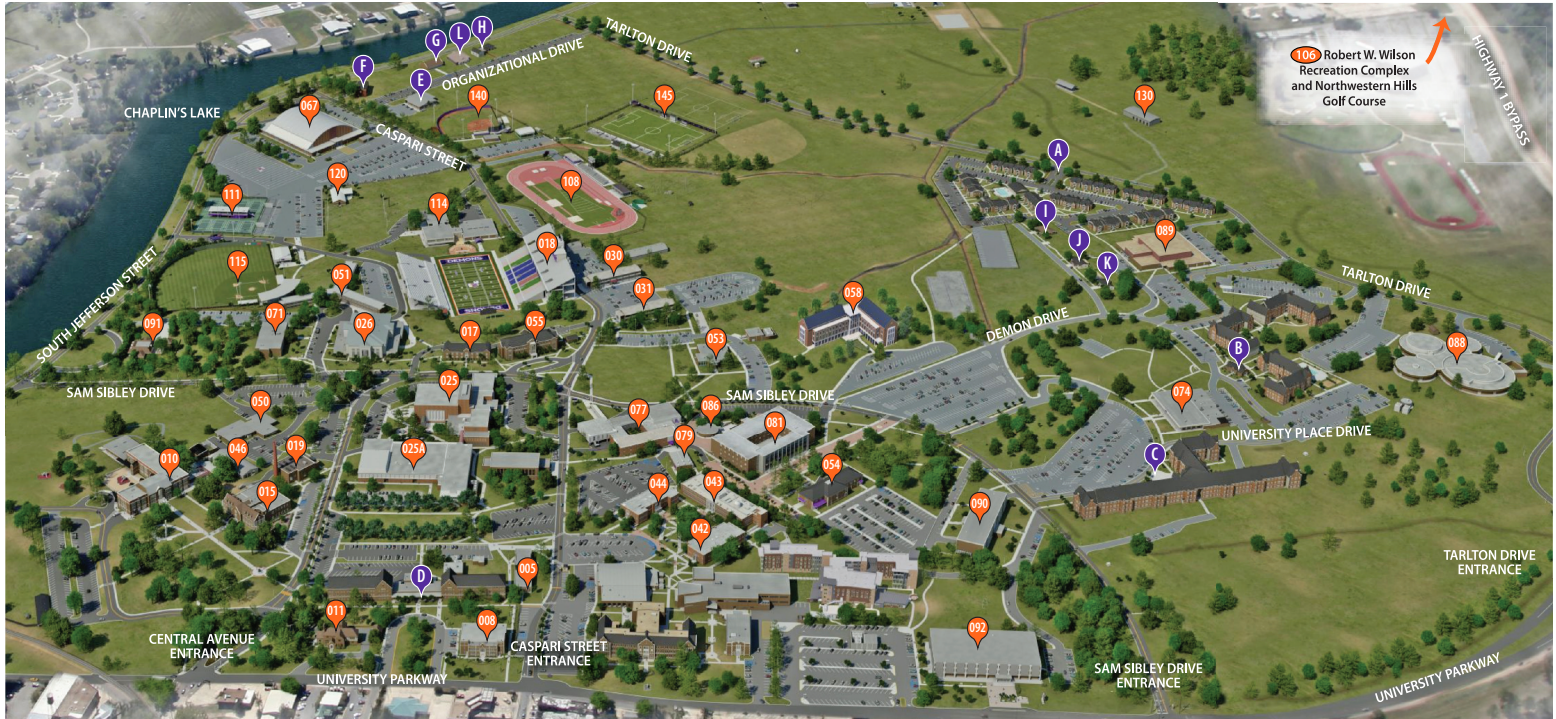 G
L
H
TARLTON DRIVE
F
E
ORGANIZATIONAL DRIVE
106 Robert W. Wilson
Recreation Complex
and Northwestern Hills
Golf Course
HIGHWAY 1 BYPASS
CHAPLIN'S LAKE
067
140
145
130
CASPARI STREET
A
120
108
111
114
I
089
J
K
DEMONS
018
030
115
051
031
TARLTON DRIVE
SOUTH JEFFERSON STREET
091
071
026
017
055
058
DEMON DRIVE
053
B
088
SAM SIBLEY DRIVE
025
SAM SIBLEY DRIVE
050
077
086
081
074
UNIVERSITY PLACE DRIVE
010
046
019
025A
079
054
C
015
044
043
090
042
TARLTON DRIVE
ENTRANCE
D
005
011
008
092
CENTRAL AVENUE
ENTRANCE
CASPARI STREET
ENTRANCE
SAM SIBLEY DRIVE
ENTRANCE
UNIVERSITY PARKWAY
UNIVERSITY PARKWAY